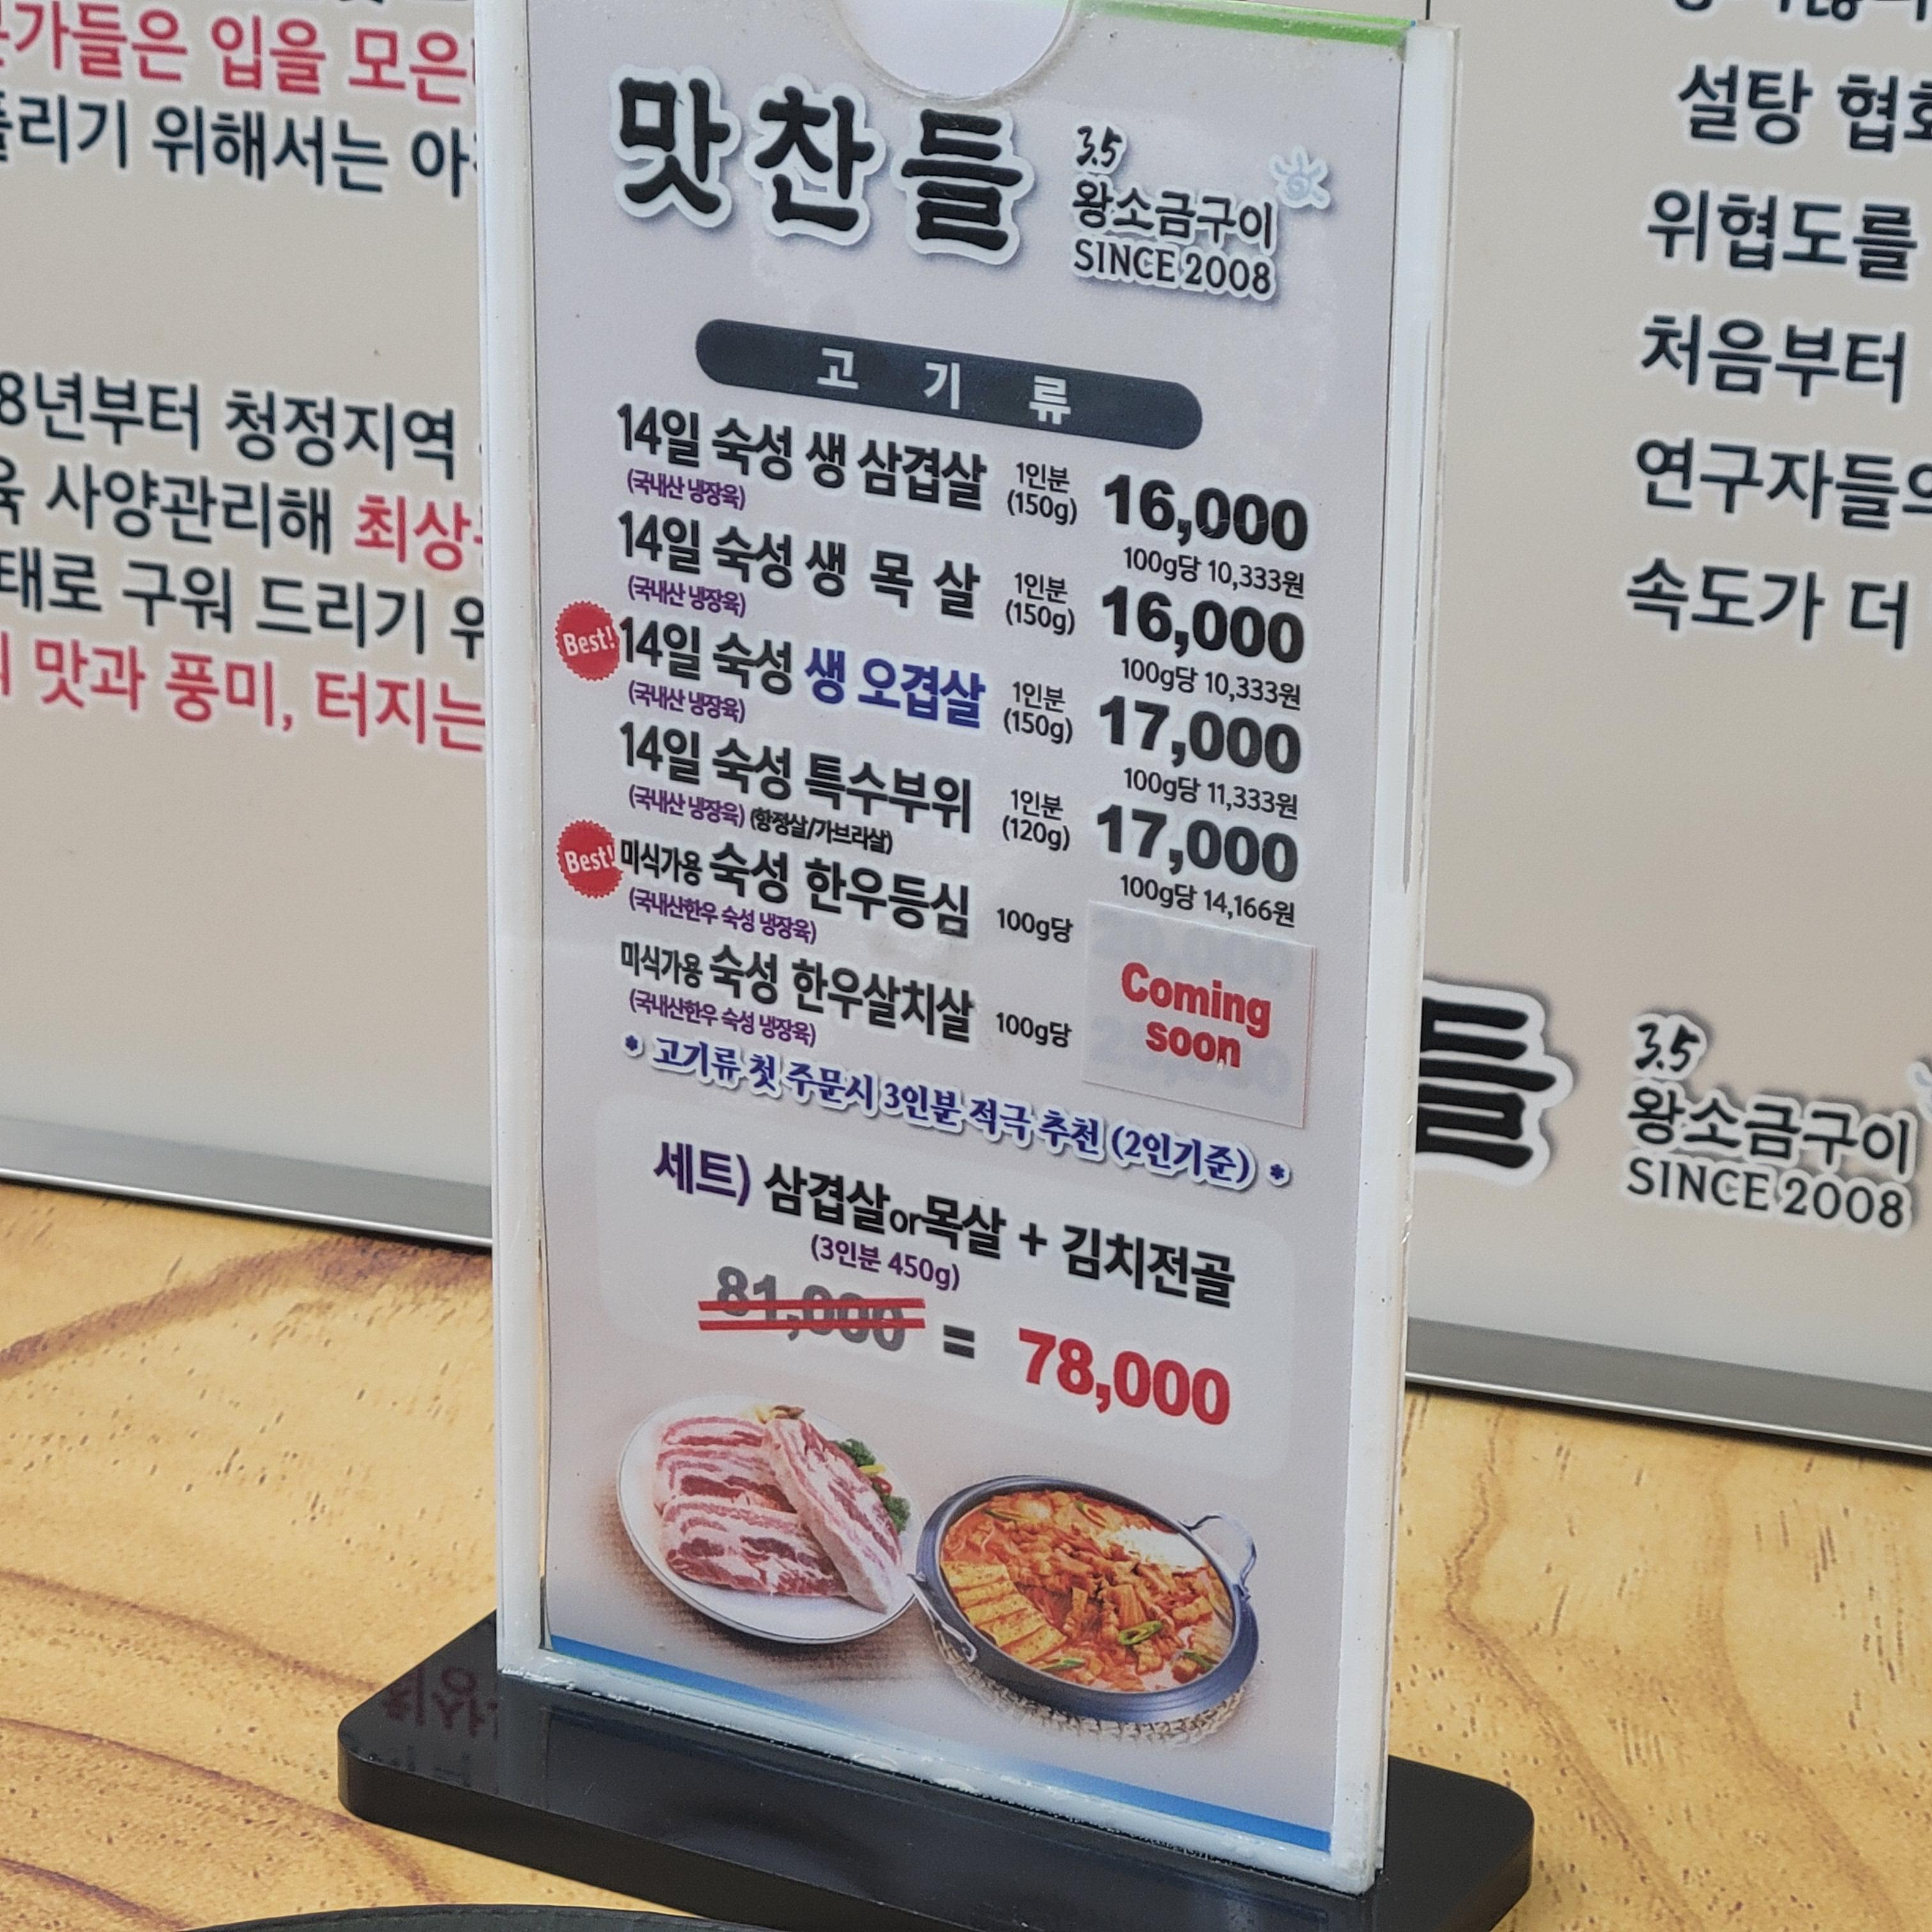 가들은 입을 모은
위해서는
8년부터 청정지역
사양관리해 최상
태로 구워 드리기
맛과 풍미, 터지는
맛찬들
3.5
왕소금구이
SINCE 2008
고 기 류
14일 숙성 생 삼겹살 1인분 (150g) 16,000
(국내산 냉장육) 100g당 10,333원
14일 숙성 생 목 살 1인분 (150g) 16,000
(국내산 냉장육) 100g당 10,333원
Best! 14일 숙성 생 오겹살 1인분 (150g) 17,000
(국내산 냉장육) 100g당 11,333원
14일 숙성 특수부위 1인분 (120g) 17,000
(국내산 냉장육) (항정살/가브라살) 100g당 14,166원
Best! 미식가용 숙성 한우등심 100g당
(국내산한우 숙성 냉장육)
미식가용 숙성 한우살치살 100g당
(국내산한우 숙성 냉장육)
Coming
soon
* 고기류 첫 주문시 3인분 적극 추천 (2인기준) *
세트) 삼겹살or목살 + 김치전골
(3인분 450g)
81,000 = 78,000
설탕 협
위협도를
처음부터
연구자들
속도가 더
들
3.5
왕소금구이
SINCE 2008